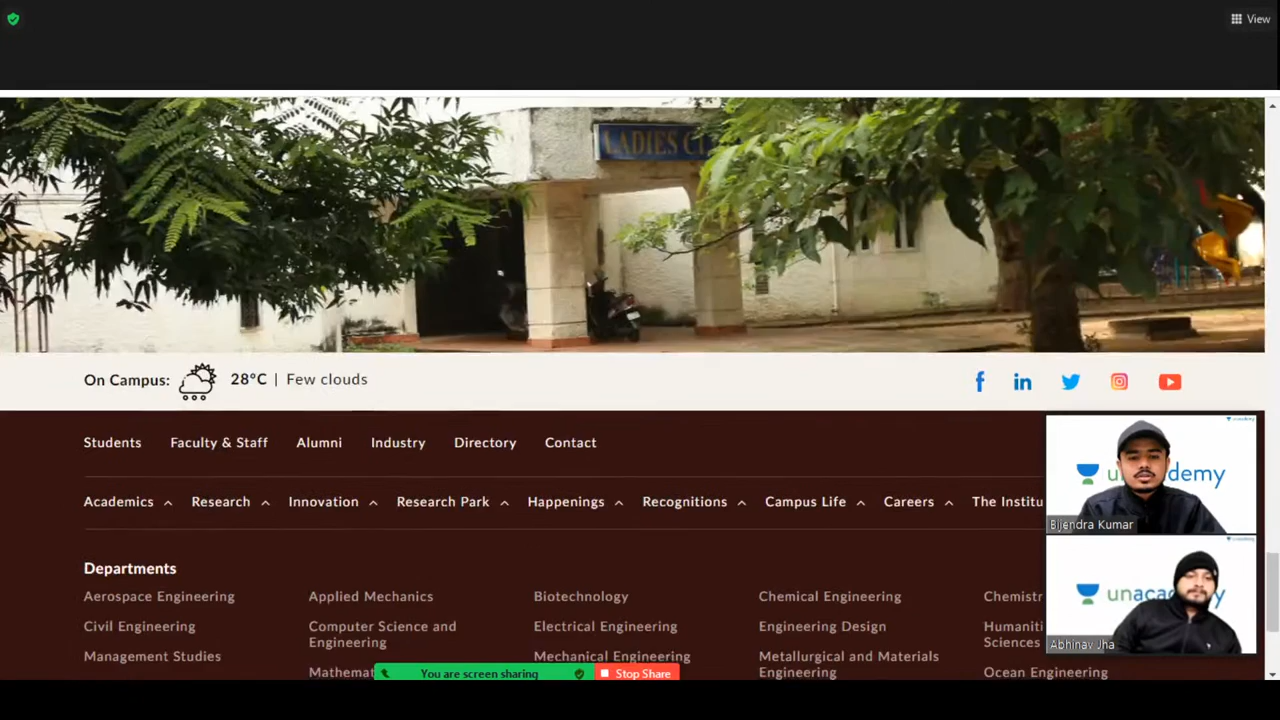 View
LADIES
On Campus: 28°C | Few clouds
Students Faculty & Staff Alumni Industry Directory Contact
Academics Research Innovation Research Park Happenings Recognitions Campus Life Careers The Institu
unacademy
Bijendra Kumar
Departments
Aerospace Engineering Applied Mechanics Biotechnology Chemical Engineering Chemistr
Civil Engineering Computer Science and Engineering Electrical Engineering Engineering Design Humaniti Sciences
unacademy
Abhinav Jha
Management Studies Mathemat Mechanical Engineering Metallurgical and Materials Engineering Ocean Engineering
You are screen sharing Stop Share